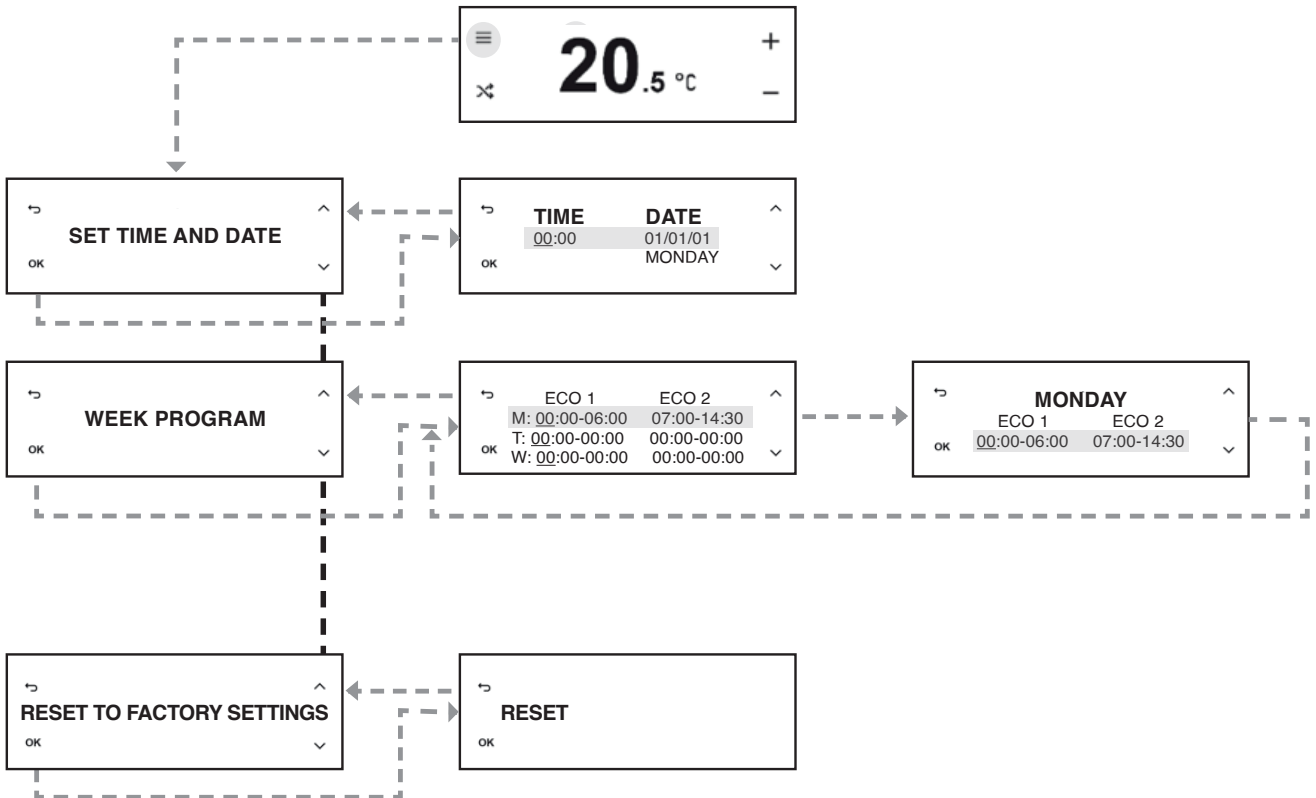 20.5 °C
+
−
SET TIME AND DATE
OK
TIME DATE
00:00 01/01/01
MONDAY
OK
WEEK PROGRAM
OK
ECO 1 ECO 2
M: 00:00-06:00 07:00-14:30
T: 00:00-00:00 00:00-00:00
OK
W: 00:00-00:00 00:00-00:00
MONDAY
ECO 1 ECO 2
00:00-06:00 07:00-14:30
OK
RESET TO FACTORY SETTINGS
OK
RESET
OK